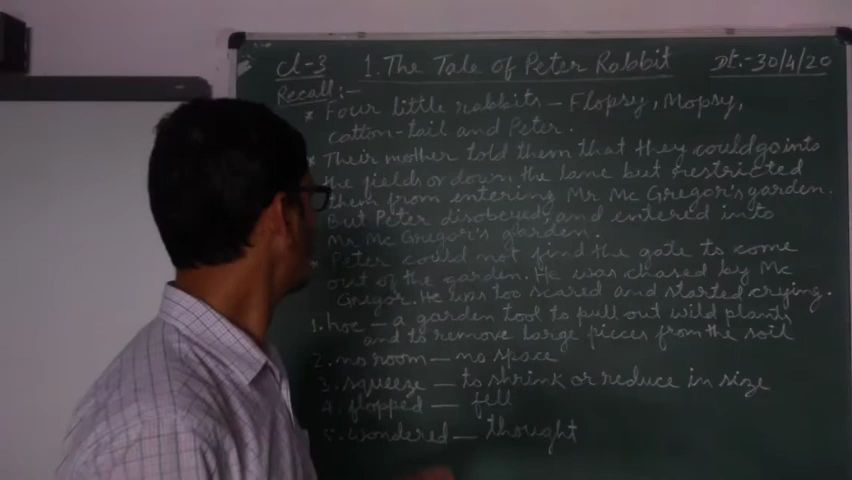 cl-3 1. The Tale of Peter Rabbit Dt:-30/4/20
Recall:-
* Four little rabbits - Flopsy, Mopsy,
cotton-tail and Peter.
* Their mother told them that they could go into
the fields or down the lane but restricted
them from entering Mr Mc Gregor's garden.
But Peter disobeyed, and entered into
Mr Mc Gregor's garden.
* Peter could not find the gate to come
out of the garden. He was chased by Mc
Gregor. He was too scared and started crying.
1. hoe - a garden tool to pull out wild plants
and to remove large pieces from the soil
2. no room - no space
3. squeeze - to shrink or reduce in size
4. flopped - fell
5. wondered - thought